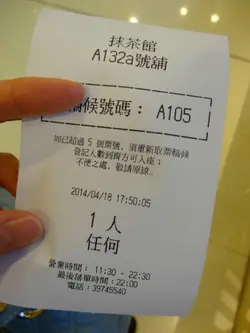 抹茶館
A132a號舖
輪候號碼： A105
如已超過 5 個票號，須重新取票輪候
登記人數到齊方可入座；
不便之處，敬請原諒。
2014/04/18 17:50:05
1 人
任何
營業時間： 11:30 - 22:30
最後落單時間：22:00
電話：39745540